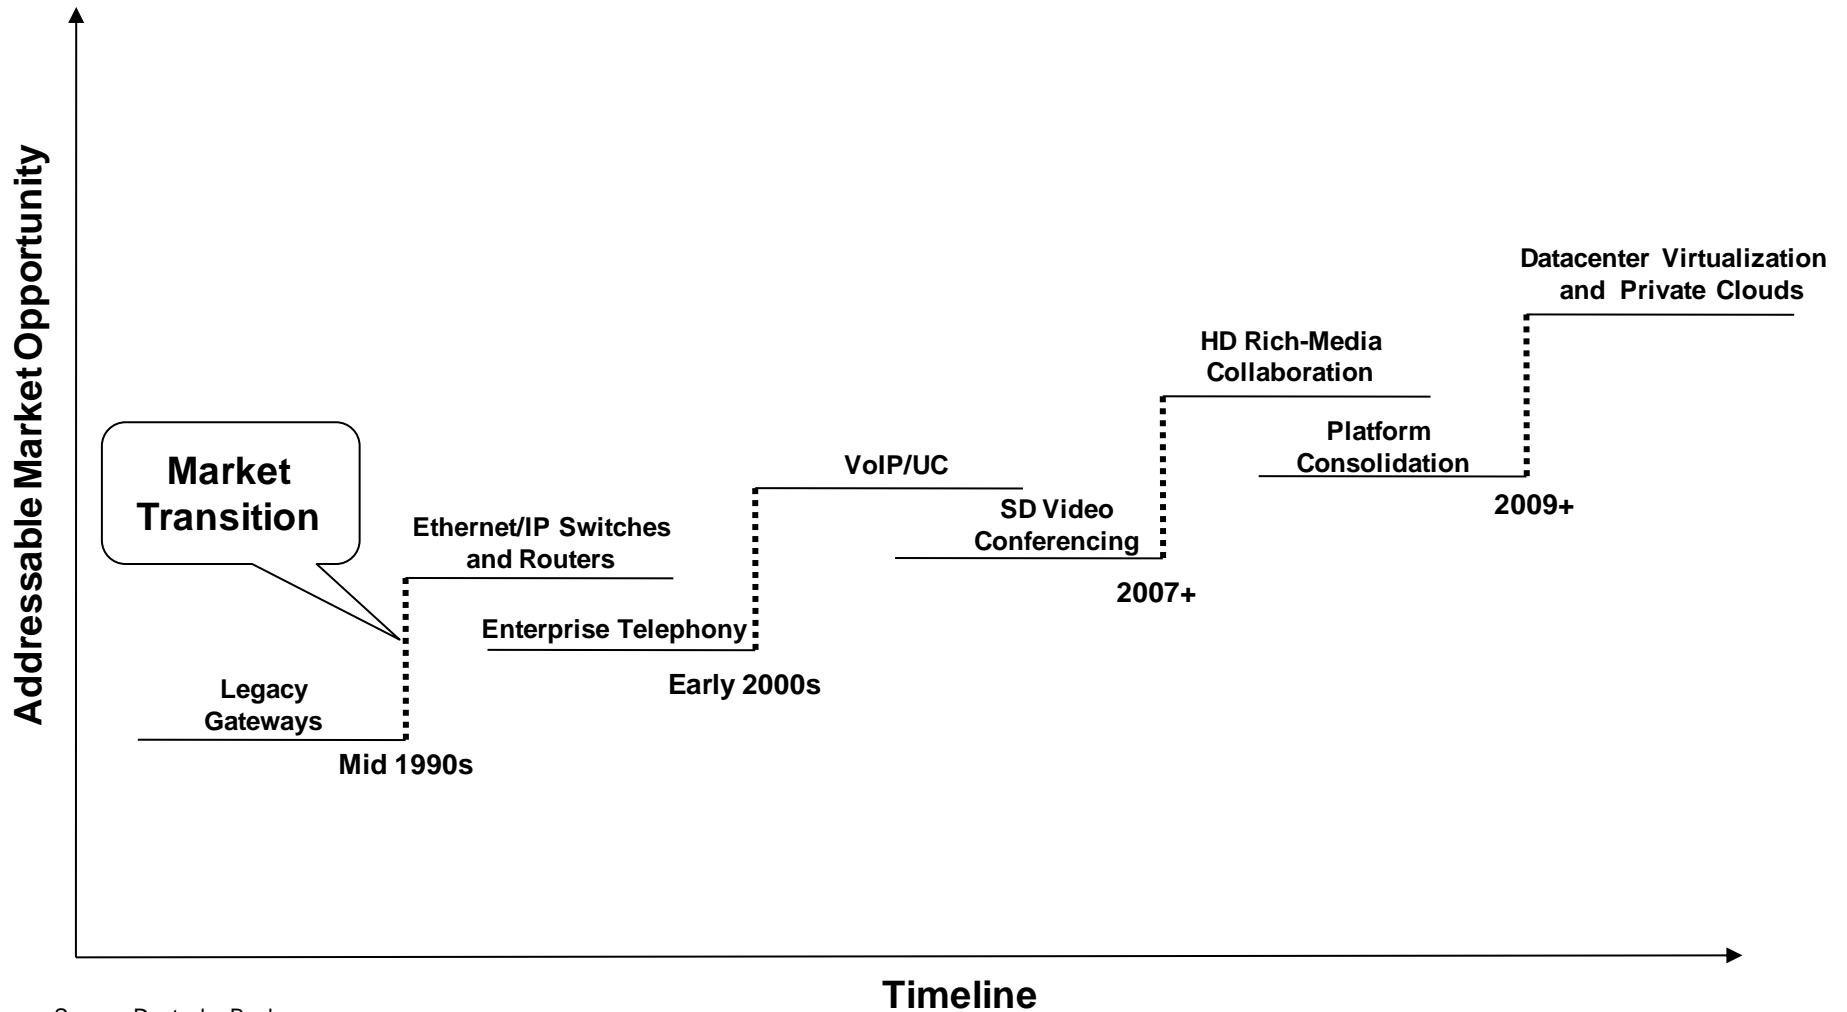 Addressable Market Opportunity
Datacenter Virtualization
and Private Clouds
HD Rich-Media
Collaboration
Platform
Consolidation
2009+
VoIP/UC
SD Video
Conferencing
2007+
Market
Transition
Ethernet/IP Switches
and Routers
Enterprise Telephony
Early 2000s
Legacy
Gateways
Mid 1990s
Timeline